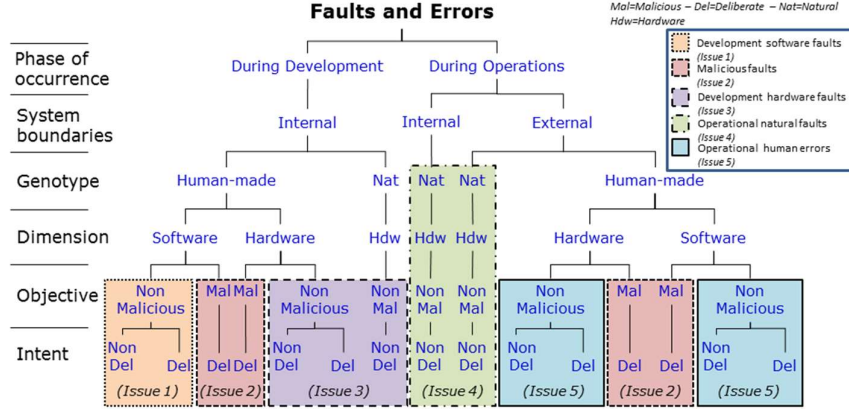 Faults and Errors
Mal=Malicious – Del=Deliberate – Nat=Natural
Hdw=Hardware
Development software faults
(Issue 1)
Malicious faults
(Issue 2)
Development hardware faults
(Issue 3)
Operational natural faults
(Issue 4)
Operational human errors
(Issue 5)
Phase of
occurrence
During Development During Operations
System
boundaries
Internal Internal External
Genotype Human-made Nat Nat Nat Human-made
Dimension Software Hardware Hdw Hdw Hdw Hardware Software
Objective Non Mal Mal Non Non Non Non Non Mal Mal Non
Malicious Malicious Mal Mal Mal Malicious Malicious
Intent
Non Non Non Non Non Non Non
Del Del Del Del Del Del Del Del Del Del Del Del Del Del Del
(Issue 1) (Issue 2) (Issue 3) (Issue 4) (Issue 5) (Issue 2) (Issue 5)